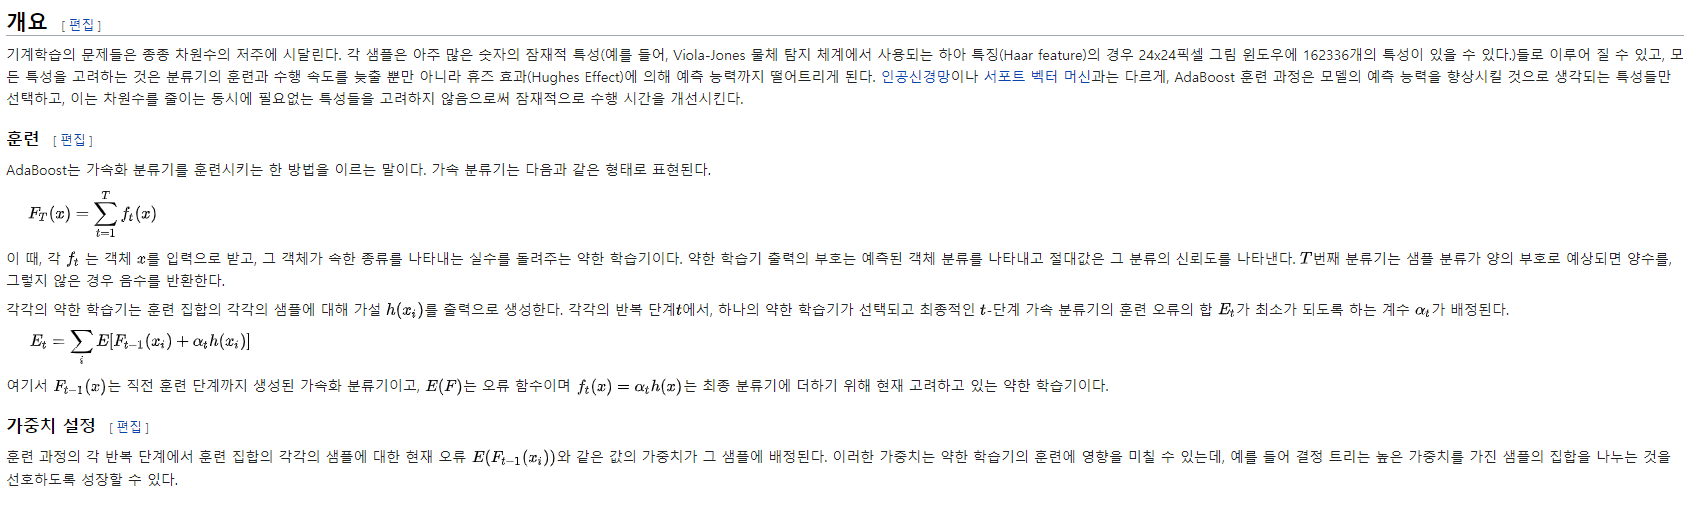 개요 [ 편집 ]
기계학습의 문제들은 종종 차원수의 저주에 시달린다. 각 샘플은 아주 많은 숫자의 잠재적 특성(예를 들어, Viola-Jones 물체 탐지 체계에서 사용되는 하아 특징(Haar feature)의 경우 24x24픽셀 그림 윈도우에 162336개의 특성이 있을 수 있다.)들로 이루어 질 수 있고, 모
든 특성을 고려하는 것은 분류기의 훈련과 수행 속도를 늦출 뿐만 아니라 휴즈 효과(Hughes Effect)에 의해 예측 능력까지 떨어트리게 된다. 인공신경망이나 서포트 벡터 머신과는 다르게, AdaBoost 훈련 과정은 모델의 예측 능력을 향상시킬 것으로 생각되는 특성들만
선택하고, 이는 차원수를 줄이는 동시에 필요없는 특성들을 고려하지 않음으로써 잠재적으로 수행 시간을 개선시킨다.
훈련 [ 편집 ]
AdaBoost는 가속화 분류기를 훈련시키는 한 방법을 이르는 말이다. 가속 분류기는 다음과 같은 형태로 표현된다.
F_T(x) = \sum_{t=1}^{T} f_t(x)
이 때, 각 f_t 는 객체 x를 입력으로 받고, 그 객체가 속한 종류를 나타내는 실수를 돌려주는 약한 학습기이다. 약한 학습기 출력의 부호는 예측된 객체 분류를 나타내고 절대값은 그 분류의 신뢰도를 나타낸다. T번째 분류기는 샘플 분류가 양의 부호로 예상되면 양수를,
그렇지 않은 경우 음수를 반환한다.
각각의 약한 학습기는 훈련 집합의 각각의 샘플에 대해 가설 h(x_i)를 출력으로 생성한다. 각각의 반복 단계t에서, 하나의 약한 학습기가 선택되고 최종적인 t-단계 가속 분류기의 훈련 오류의 합 E_t가 최소가 되도록 하는 계수 α_t가 배정된다.
E_t = \sum_i E[F_{t-1}(x_i) + α_t h(x_i)]
여기서 F_{t-1}(x)는 직전 훈련 단계까지 생성된 가속화 분류기이고, E(F)는 오류 함수이며 f_t(x) = α_t h(x)는 최종 분류기에 더하기 위해 현재 고려하고 있는 약한 학습기이다.
가중치 설정 [ 편집 ]
훈련 과정의 각 반복 단계에서 훈련 집합의 각각의 샘플에 대한 현재 오류 E(F_{t-1}(x_i))와 같은 값의 가중치가 그 샘플에 배정된다. 이러한 가중치는 약한 학습기의 훈련에 영향을 미칠 수 있는데, 예를 들어 결정 트리는 높은 가중치를 가진 샘플의 집합을 나누는 것을
선호하도록 성장할 수 있다.